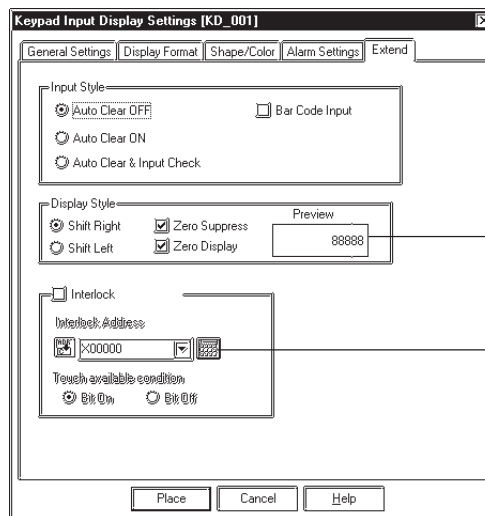 Keypad Input Display Settings [KD_001]
General Settings Display Format Shape/Color Alarm Settings Extend
Input Style
Auto Clear OFF Bar Code Input
Auto Clear ON
Auto Clear & Input Check
Display Style
Preview
Shift Right Zero Suppress
88888
Shift Left Zero Display
Interlock
Interlock Address
X00000
Touch available condition
Bit On Bit Off
Place Cancel Help